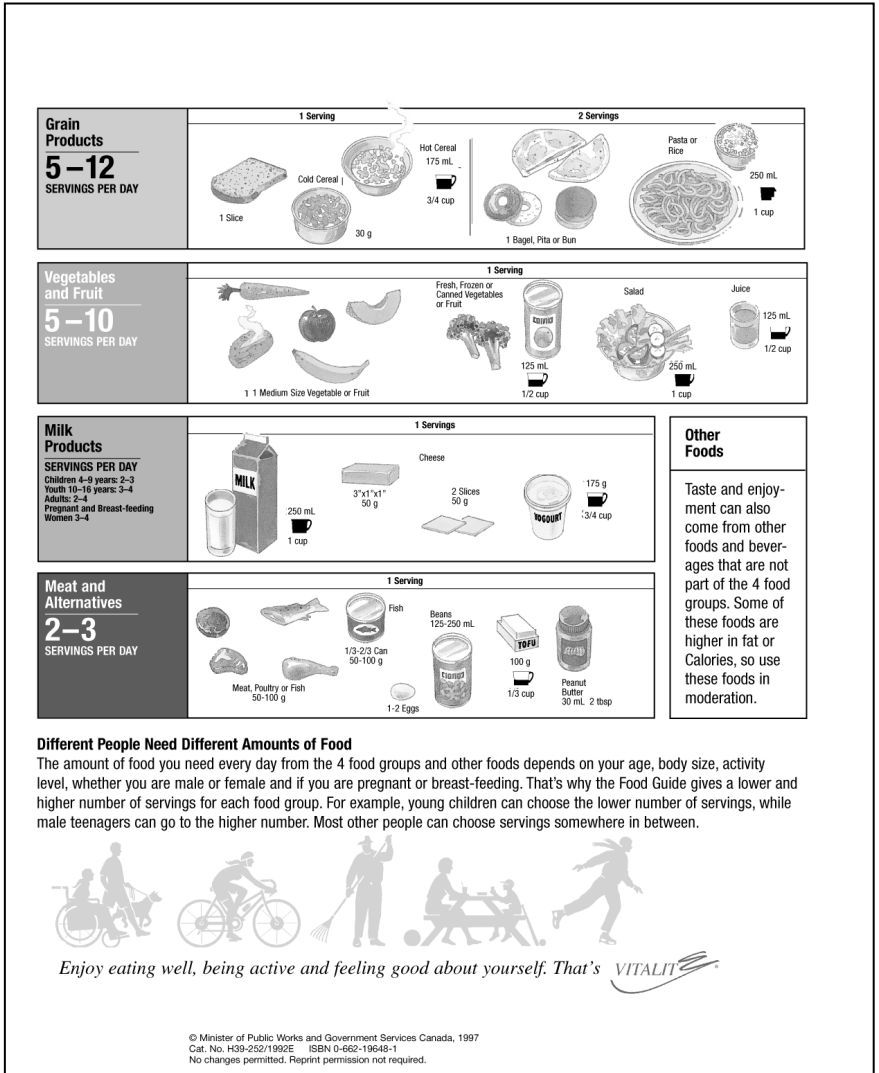 Grain
Products
5–12
SERVINGS PER DAY
1 Serving
2 Servings
1 Slice
Cold Cereal
30 g
Hot Cereal
175 mL
3/4 cup
1 Bagel, Pita or Bun
Pasta or
Rice
250 mL
1 cup
Vegetables
and Fruit
5–10
SERVINGS PER DAY
1 Serving
1 1 Medium Size Vegetable or Fruit
Fresh, Frozen or
Canned Vegetables
or Fruit
125 mL
1/2 cup
Salad
250 mL
1 cup
Juice
125 mL
1/2 cup
Milk
Products
SERVINGS PER DAY
Children 4–9 years: 2–3
Youth 10–16 years: 3–4
Adults: 2–4
Pregnant and Breast-feeding
Women 3–4
1 Servings
MILK
250 mL
1 cup
Cheese
3"x1"x1"
50 g
2 Slices
50 g
YOGOURT
175 g
3/4 cup
Meat and
Alternatives
2–3
SERVINGS PER DAY
1 Serving
Meat, Poultry or Fish
50-100 g
Fish
1/3-2/3 Can
50-100 g
1-2 Eggs
Beans
125-250 mL
TOFU
100 g
1/3 cup
Peanut
Butter
30 mL 2 tbsp
Other
Foods
Taste and enjoy-
ment can also
come from other
foods and bever-
ages that are not
part of the 4 food
groups. Some of
these foods are
higher in fat or
Calories, so use
these foods in
moderation.
Different People Need Different Amounts of Food
The amount of food you need every day from the 4 food groups and other foods depends on your age, body size, activity
level, whether you are male or female and if you are pregnant or breast-feeding. That's why the Food Guide gives a lower and
higher number of servings for each food group. For example, young children can choose the lower number of servings, while
male teenagers can go to the higher number. Most other people can choose servings somewhere in between.
Enjoy eating well, being active and feeling good about yourself. That's VITALIT
© Minister of Public Works and Government Services Canada, 1997
Cat. No. H39-252/1992E ISBN 0-662-19648-1
No changes permitted. Reprint permission not required.